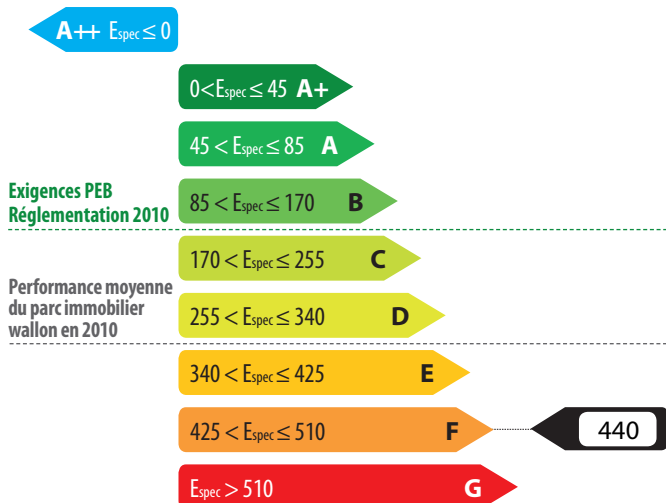 A++ Espec ≤ 0
0<Espec ≤ 45 A+
45 < Espec ≤ 85 A
Exigences PEB
Réglementation 2010
85 < Espec ≤ 170 B
170 < Espec ≤ 255 C
Performance moyenne
du parc immobilier
wallon en 2010
255 < Espec ≤ 340 D
340 < Espec ≤ 425 E
425 < Espec ≤ 510 F 440
Espec > 510 G